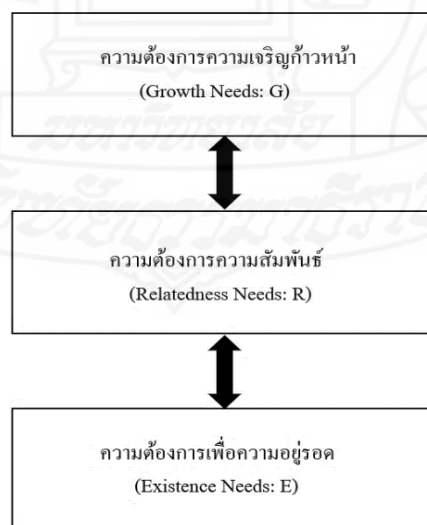 ความต้องการความเจริญก้าวหน้า
(Growth Needs: G)
ความต้องการความสัมพันธ์
(Relatedness Needs: R)
ความต้องการเพื่อความอยู่รอด
(Existence Needs: E)